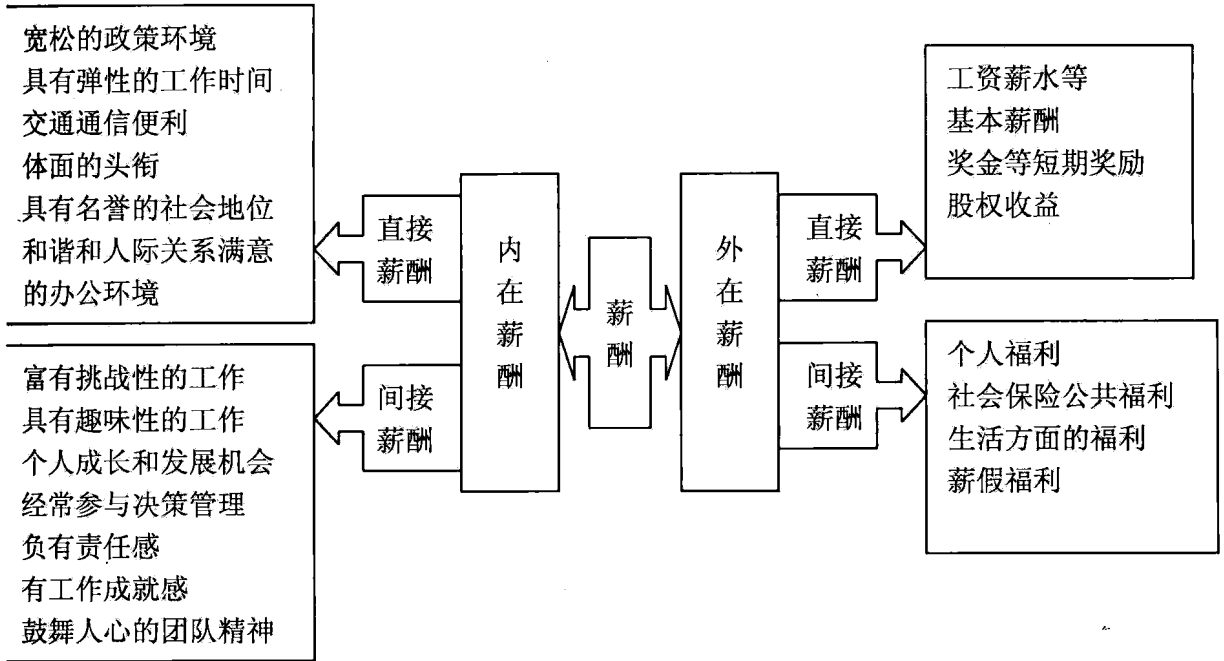 宽松的政策环境
具有弹性的工作时间
交通通信便利
体面的头衔
具有名誉的社会地位
和谐和人际关系满意
的办公环境
富有挑战性的工作
具有趣味性的工作
个人成长和发展机会
经常参与决策管理
负有责任感
有工作成就感
鼓舞人心的团队精神
直接
薪酬
间接
薪酬
内在薪酬
薪酬
外在薪酬
直接
薪酬
间接
薪酬
工资薪水等
基本薪酬
奖金等短期奖励
股权收益
个人福利
社会保险公共福利
生活方面的福利
薪假福利